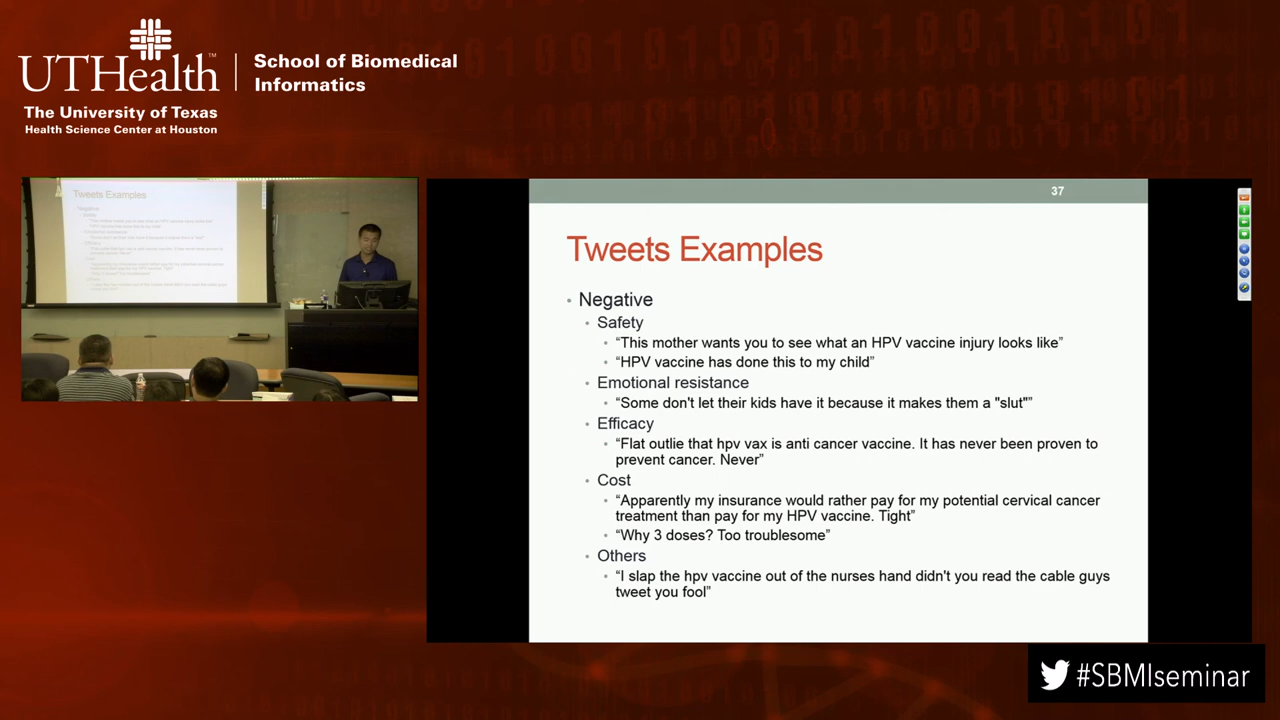 UTHealth™
The University of Texas
Health Science Center at Houston
School of Biomedical
Informatics
Tweets Examples
Negative
37
Tweets Examples
• Negative
• Safety
• “This mother wants you to see what an HPV vaccine injury looks like”
• “HPV vaccine has done this to my child”
• Emotional resistance
• “Some don't let their kids have it because it makes them a "slut"”
• Efficacy
• “Flat outlie that hpv vax is anti cancer vaccine. It has never been proven to
prevent cancer. Never”
• Cost
• “Apparently my insurance would rather pay for my potential cervical cancer
treatment than pay for my HPV vaccine. Tight”
• “Why 3 doses? Too troublesome”
• Others
• “I slap the hpv vaccine out of the nurses hand didn't you read the cable guys
tweet you fool”
#SBMIseminar